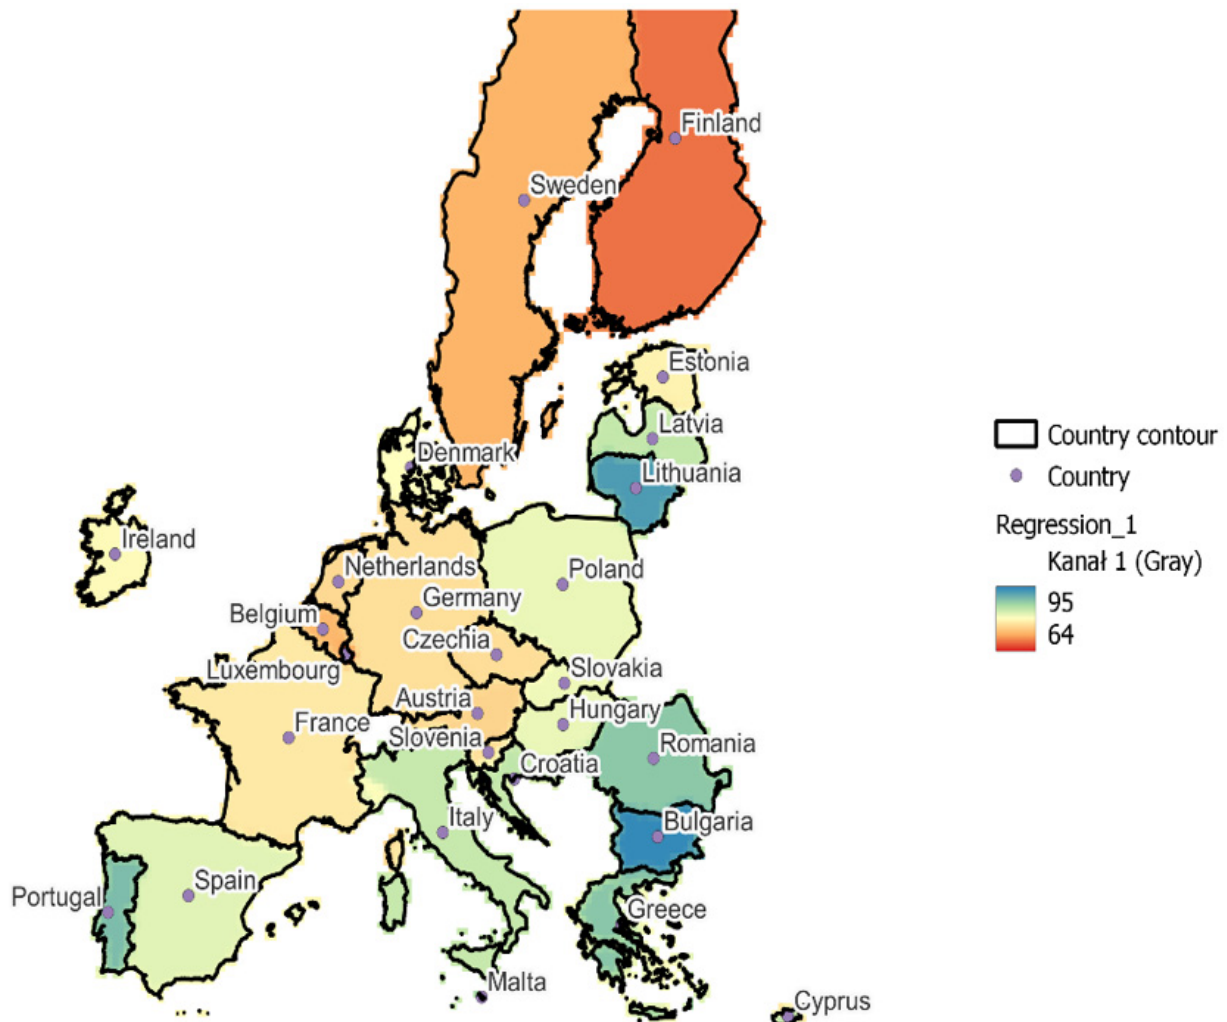 Finland
Sweden
Estonia
Latvia
Denmark
Lithuania
Ireland
Netherlands
Poland
Germany
Belgium
Czechia
Luxembourg
Slovakia
Austria
Hungary
France
Slovenia
Romania
Croatia
Italy
Bulgaria
Spain
Portugal
Greece
Malta
Cyprus
Country contour
Country
Regression_1
Kanał 1 (Gray)
95
64